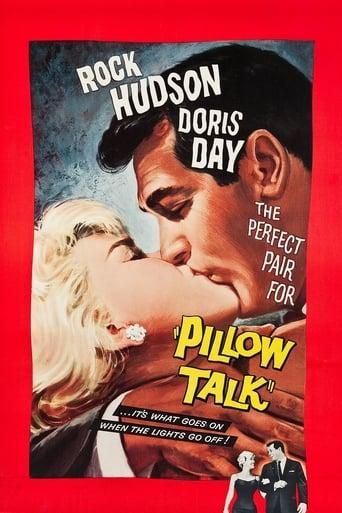 ROCK
HUDSON
DORIS
DAY
THE
PERFECT
PAIR
FOR
"PILLOW
TALK"
...IT'S WHAT GOES ON
WHEN THE LIGHTS GO OFF!